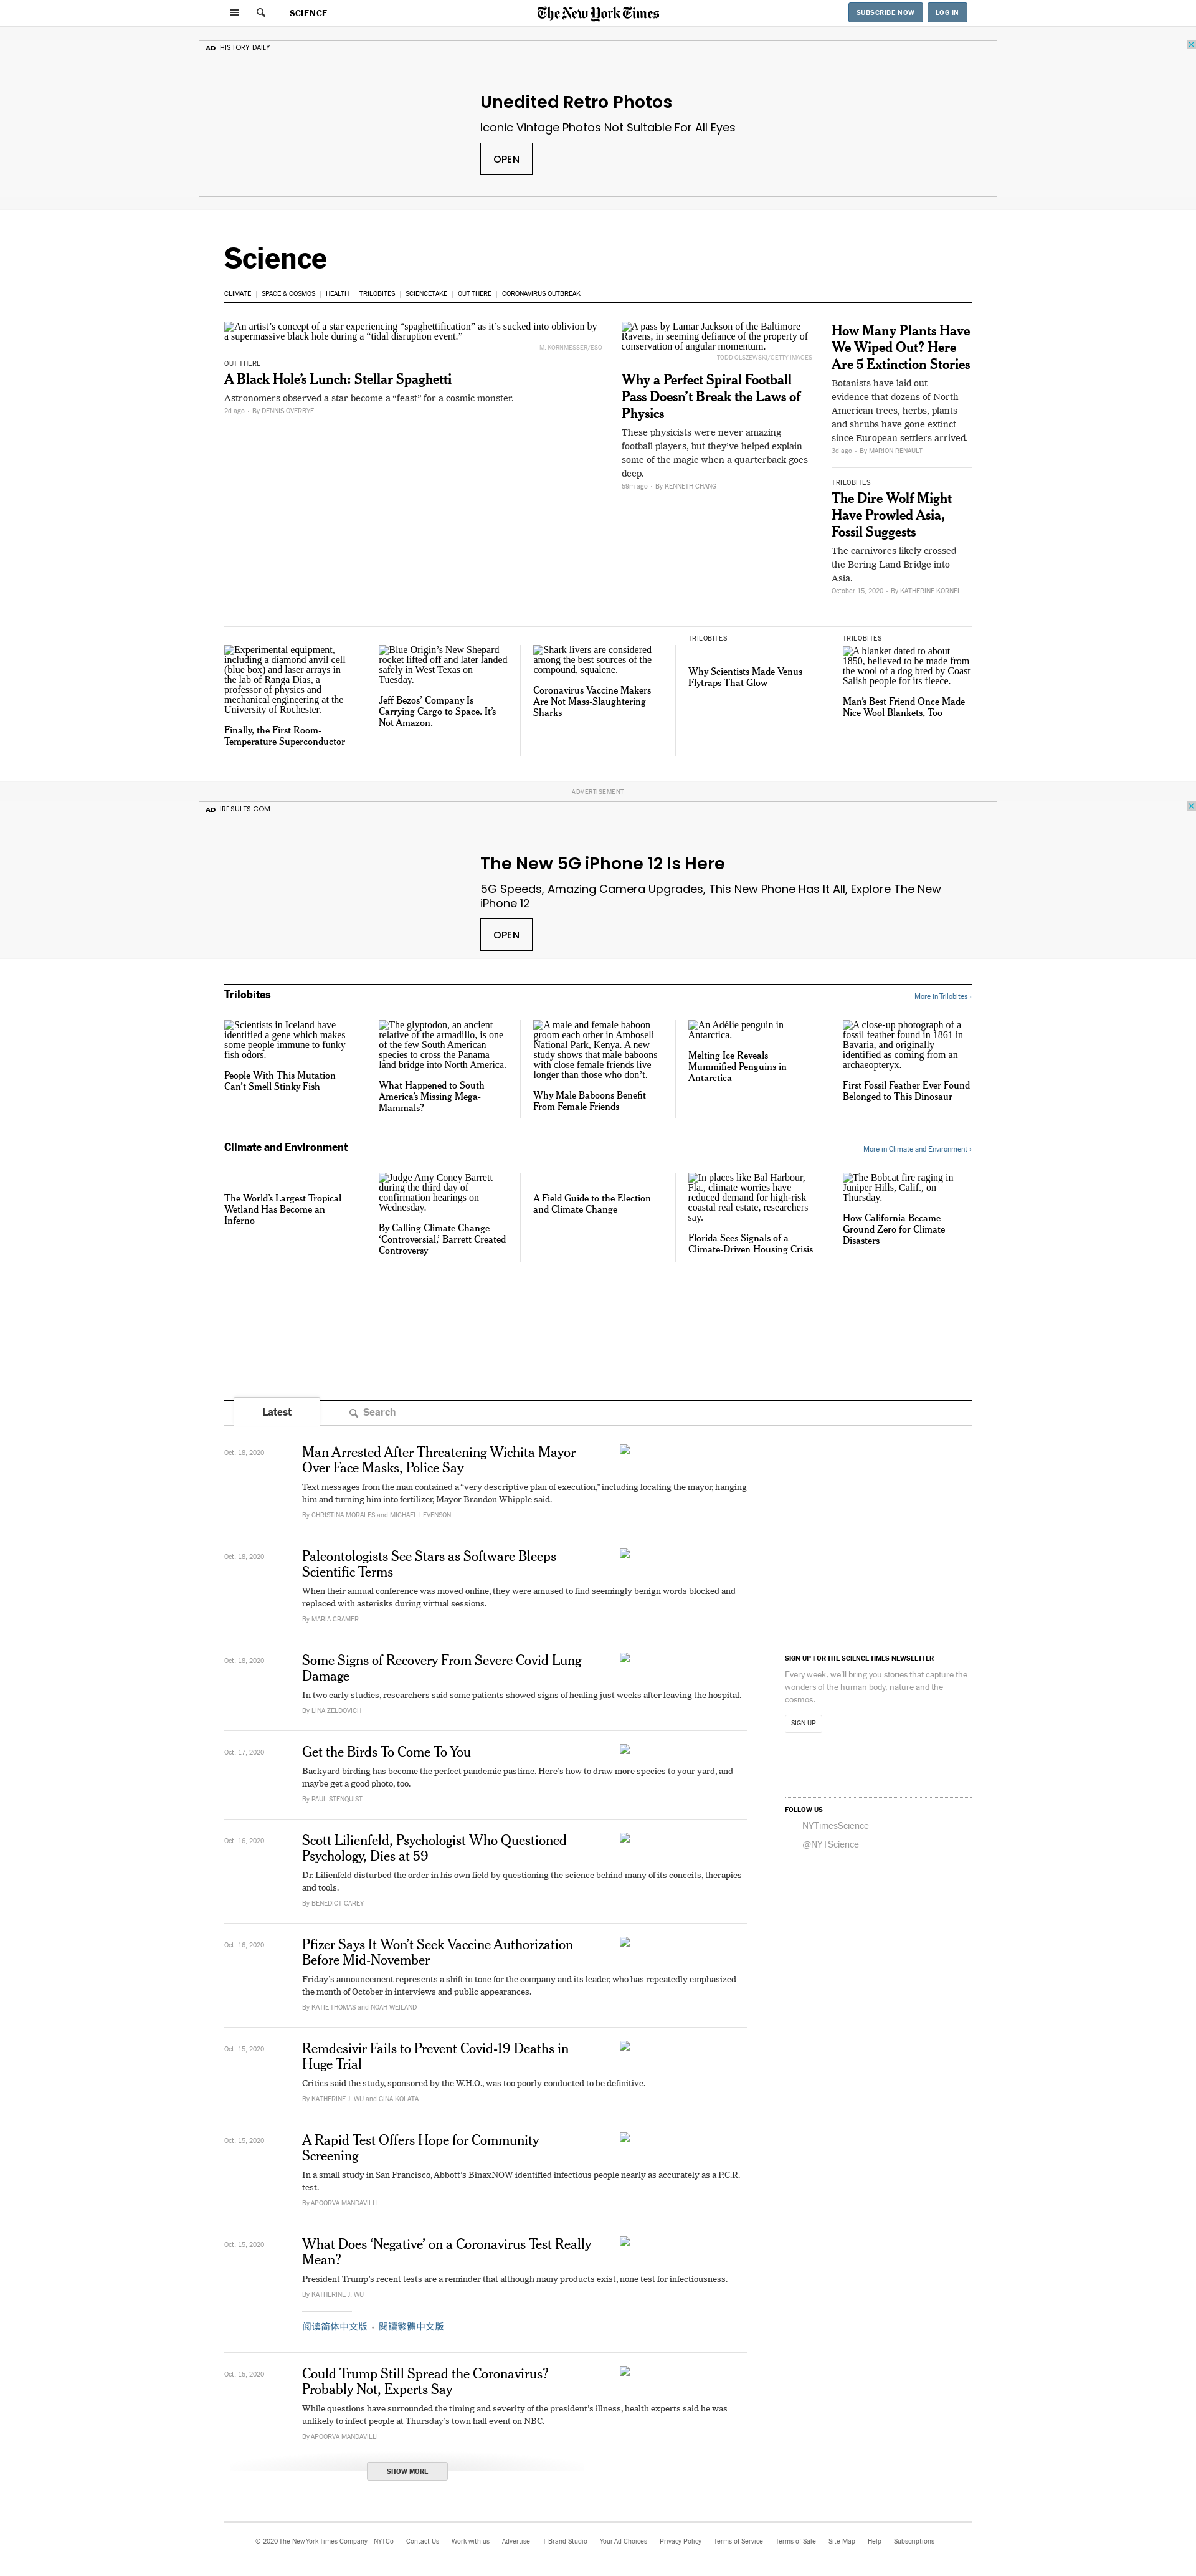 SCIENCE
The New York Times
SUBSCRIBE NOW
LOG IN
AD HISTORY DAILY
Unedited Retro Photos
Iconic Vintage Photos Not Suitable For All Eyes
OPEN
Science
CLIMATE
SPACE & COSMOS
HEALTH
TRILOBITES
SCIENCETAKE
OUT THERE
CORONAVIRUS OUTBREAK
An artist’s concept of a star experiencing “spaghettification” as it’s sucked into oblivion by
a supermassive black hole during a “tidal disruption event.”
M. KORNMESSER/ESO
OUT THERE
A Black Hole’s Lunch: Stellar Spaghetti
Astronomers observed a star become a “feast” for a cosmic monster.
2d ago · By DENNIS OVERBYE
A pass by Lamar Jackson of the Baltimore
Ravens, in seeming defiance of the property of
conservation of angular momentum.
TODD OLSZEWSKI/GETTY IMAGES
Why a Perfect Spiral Football
Pass Doesn’t Break the Laws of
Physics
These physicists were never amazing
football players, but they’ve helped explain
some of the magic when a quarterback goes
deep.
59m ago · By KENNETH CHANG
How Many Plants Have
We Wiped Out? Here
Are 5 Extinction Stories
Botanists have laid out
evidence that dozens of North
American trees, herbs, plants
and shrubs have gone extinct
since European settlers arrived.
3d ago · By MARION RENAULT
TRILOBITES
The Dire Wolf Might
Have Prowled Asia,
Fossil Suggests
The carnivores likely crossed
the Bering Land Bridge into
Asia.
October 15, 2020 · By KATHERINE KORNEI
Experimental equipment,
including a diamond anvil cell
(blue box) and laser arrays in
the lab of Ranga Dias, a
professor of physics and
mechanical engineering at the
University of Rochester.
Finally, the First Room-
Temperature Superconductor
Blue Origin’s New Shepard
rocket lifted off and later landed
safely in West Texas on
Tuesday.
Jeff Bezos’ Company Is
Carrying Cargo to Space. It’s
Not Amazon.
Shark livers are considered
among the best sources of the
compound, squalene.
Coronavirus Vaccine Makers
Are Not Mass-Slaughtering
Sharks
TRILOBITES
Why Scientists Made Venus
Flytraps That Glow
TRILOBITES
A blanket dated to about
1850, believed to be made from
the wool of a dog bred by Coast
Salish people for its fleece.
Man’s Best Friend Once Made
Nice Wool Blankets, Too
ADVERTISEMENT
AD IRESULTS.COM
The New 5G iPhone 12 Is Here
5G Speeds, Amazing Camera Upgrades, This New Phone Has It All, Explore The New
iPhone 12
OPEN
Trilobites
More in Trilobites ›
Scientists in Iceland have
identified a gene which makes
some people immune to funky
fish odors.
People With This Mutation
Can’t Smell Stinky Fish
The glyptodon, an ancient
relative of the armadillo, is one
of the few South American
species to cross the Panama
land bridge into North America.
What Happened to South
America’s Missing Mega-
Mammals?
A male and female baboon
groom each other in Amboseli
National Park, Kenya. A new
study shows that male baboons
with close female friends live
longer than those who don’t.
Why Male Baboons Benefit
From Female Friends
An Adélie penguin in
Antarctica.
Melting Ice Reveals
Mummified Penguins in
Antarctica
A close-up photograph of a
fossil feather found in 1861 in
Bavaria, and originally
identified as coming from an
archaeopteryx.
First Fossil Feather Ever Found
Belonged to This Dinosaur
Climate and Environment
More in Climate and Environment ›
The World’s Largest Tropical
Wetland Has Become an
Inferno
Judge Amy Coney Barrett
during the third day of
confirmation hearings on
Wednesday.
By Calling Climate Change
‘Controversial,’ Barrett Created
Controversy
A Field Guide to the Election
and Climate Change
In places like Bal Harbour,
Fla., climate worries have
reduced demand for high-risk
coastal real estate, researchers
say.
Florida Sees Signals of a
Climate-Driven Housing Crisis
The Bobcat fire raging in
Juniper Hills, Calif., on
Thursday.
How California Became
Ground Zero for Climate
Disasters
Latest
Search
Oct. 18, 2020
Man Arrested After Threatening Wichita Mayor
Over Face Masks, Police Say
Text messages from the man contained a “very descriptive plan of execution,” including locating the mayor, hanging
him and turning him into fertilizer, Mayor Brandon Whipple said.
By CHRISTINA MORALES and MICHAEL LEVENSON
Oct. 18, 2020
Paleontologists See Stars as Software Bleeps
Scientific Terms
When their annual conference was moved online, they were amused to find seemingly benign words blocked and
replaced with asterisks during virtual sessions.
By MARIA CRAMER
Oct. 18, 2020
Some Signs of Recovery From Severe Covid Lung
Damage
In two early studies, researchers said some patients showed signs of healing just weeks after leaving the hospital.
By LINA ZELDOVICH
Oct. 17, 2020
Get the Birds To Come To You
Backyard birding has become the perfect pandemic pastime. Here’s how to draw more species to your yard, and
maybe get a good photo, too.
By PAUL STENQUIST
Oct. 16, 2020
Scott Lilienfeld, Psychologist Who Questioned
Psychology, Dies at 59
Dr. Lilienfeld disturbed the order in his own field by questioning the science behind many of its conceits, therapies
and tools.
By BENEDICT CAREY
Oct. 16, 2020
Pfizer Says It Won’t Seek Vaccine Authorization
Before Mid-November
Friday’s announcement represents a shift in tone for the company and its leader, who has repeatedly emphasized
the month of October in interviews and public appearances.
By KATIE THOMAS and NOAH WEILAND
Oct. 15, 2020
Remdesivir Fails to Prevent Covid-19 Deaths in
Huge Trial
Critics said the study, sponsored by the W.H.O., was too poorly conducted to be definitive.
By KATHERINE J. WU and GINA KOLATA
Oct. 15, 2020
A Rapid Test Offers Hope for Community
Screening
In a small study in San Francisco, Abbott’s BinaxNOW identified infectious people nearly as accurately as a P.C.R.
test.
By APOORVA MANDAVILLI
Oct. 15, 2020
What Does ‘Negative’ on a Coronavirus Test Really
Mean?
President Trump’s recent tests are a reminder that although many products exist, none test for infectiousness.
By KATHERINE J. WU
阅读简体中文版 · 閱讀繁體中文版
Oct. 15, 2020
Could Trump Still Spread the Coronavirus?
Probably Not, Experts Say
While questions have surrounded the timing and severity of the president’s illness, health experts said he was
unlikely to infect people at Thursday’s town hall event on NBC.
By APOORVA MANDAVILLI
SHOW MORE
SIGN UP FOR THE SCIENCE TIMES NEWSLETTER
Every week, we’ll bring you stories that capture the
wonders of the human body, nature and the
cosmos.
SIGN UP
FOLLOW US
NYTimesScience
@NYTScience
© 2020 The New York Times Company
NYTCo
Contact Us
Work with us
Advertise
T Brand Studio
Your Ad Choices
Privacy Policy
Terms of Service
Terms of Sale
Site Map
Help
Subscriptions